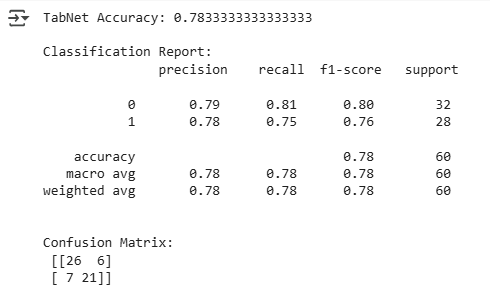 TabNet Accuracy: 0.7833333333333333
Classification Report:
precision recall f1-score support
0 0.79 0.81 0.80 32
1 0.78 0.75 0.76 28
accuracy 0.78 60
macro avg 0.78 0.78 0.78 60
weighted avg 0.78 0.78 0.78 60
Confusion Matrix:
[[26 6]
[ 7 21]]